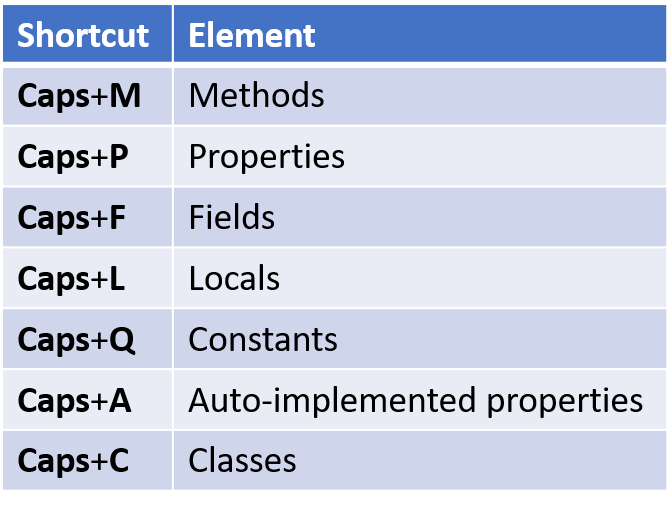 Shortcut Element
Caps+M Methods
Caps+P Properties
Caps+F Fields
Caps+L Locals
Caps+Q Constants
Caps+A Auto-implemented properties
Caps+C Classes